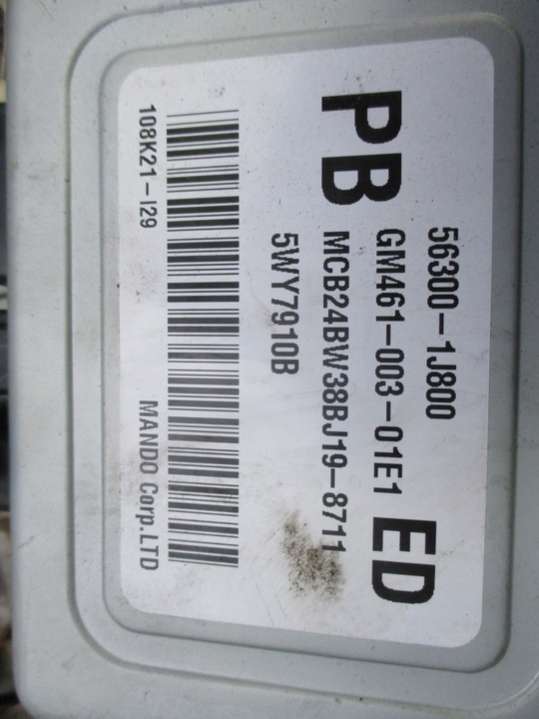 56300-1J800
PB GM461-003-01E1 ED
MCB24BW38BJ19-8711
5WY7910B
108K21-I29 MANDO Corp.LTD